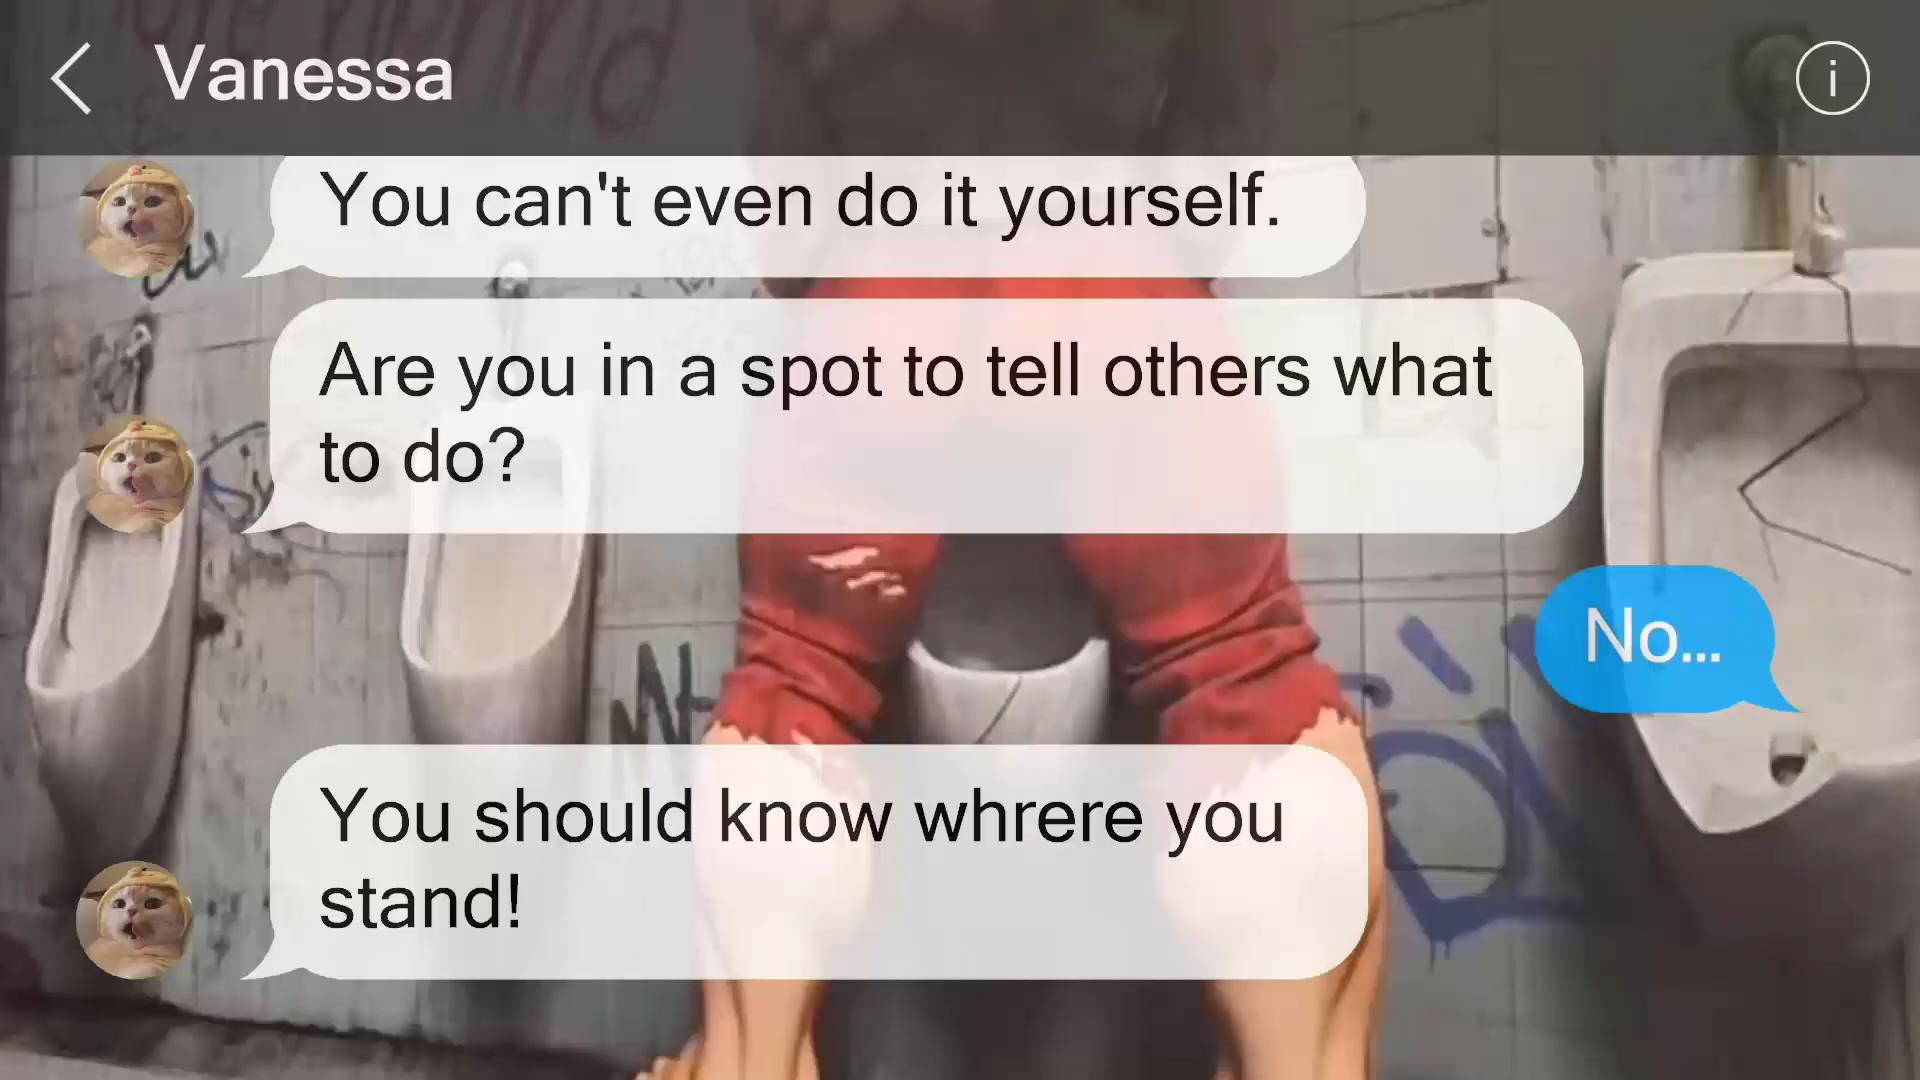 Vanessa
You can't even do it yourself.
Are you in a spot to tell others what
to do?
No...
You should know whrere you
stand!